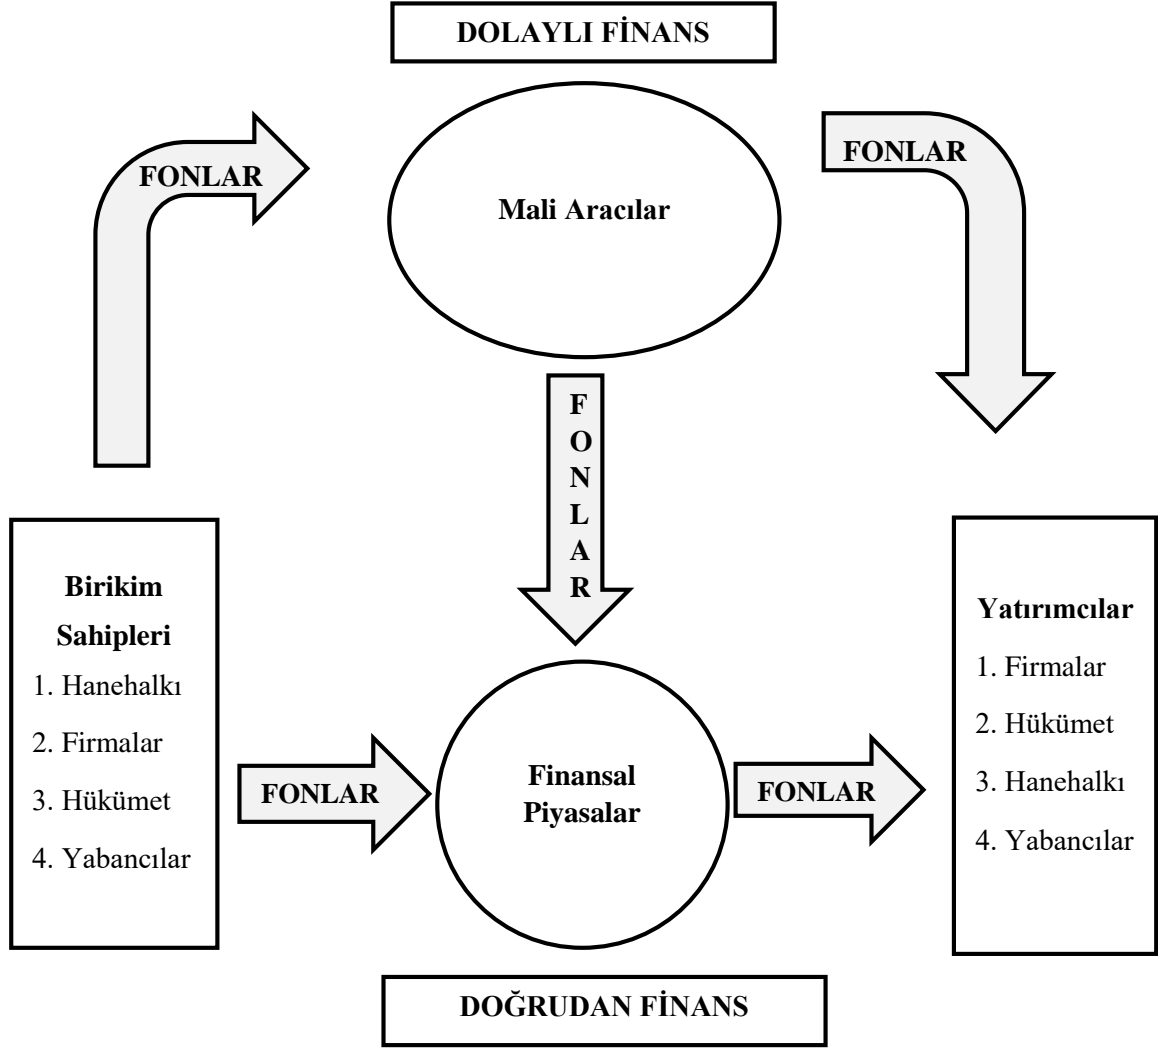 DOLAYLI FİNANS
FONLAR
FONLAR
Mali Aracılar
F
O
N
L
A
R
Birikim
Sahipleri
1. Hanehalkı
2. Firmalar
3. Hükümet
4. Yabancılar
FONLAR
Finansal
Piyasalar
FONLAR
Yatırımcılar
1. Firmalar
2. Hükümet
3. Hanehalkı
4. Yabancılar
DOĞRUDAN FİNANS